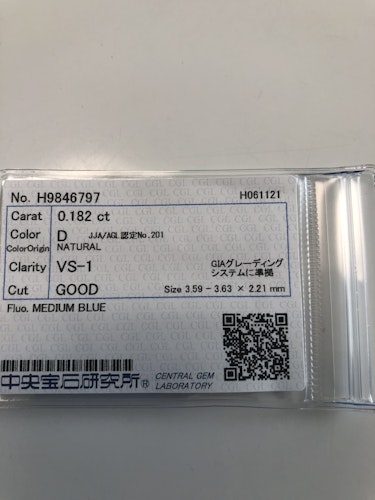 No. H9846797 H061121
Carat 0.182 ct
Color D JJA/AGL認定No.201
ColorOrigin NATURAL
Clarity VS-1 GIAグレーディング
システムに準拠
Cut GOOD Size 3.59 - 3.63 × 2.21 mm
Fluo. MEDIUM BLUE
中央宝石研究所® CENTRAL GEM
LABORATORY